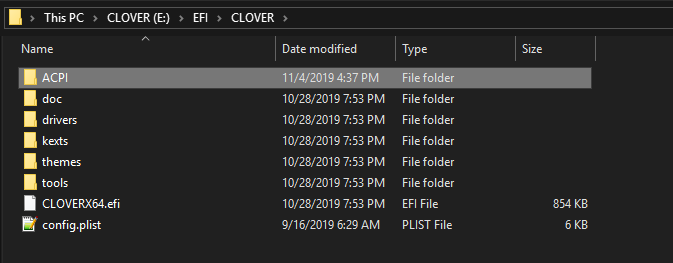 This PC > CLOVER (E:) > EFI > CLOVER >
Name Date modified Type Size
ACPI 11/4/2019 4:37 PM File folder
doc 10/28/2019 7:53 PM File folder
drivers 10/28/2019 7:53 PM File folder
kexts 10/28/2019 7:53 PM File folder
themes 10/28/2019 7:53 PM File folder
tools 10/28/2019 7:53 PM File folder
CLOVERX64.efi 10/28/2019 7:53 PM EFI File 854 KB
config.plist 9/16/2019 6:29 AM PLIST File 6 KB